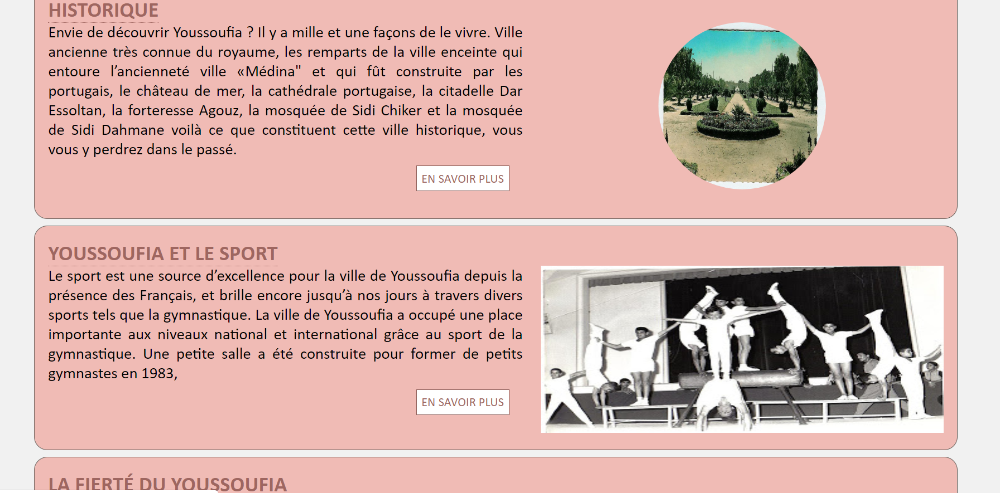 HISTORIQUE
Envie de découvrir Youssoufia ? Il y a mille et une façons de le vivre. Ville
ancienne très connue du royaume, les remparts de la ville enceinte qui
entoure l’ancienneté ville «Médina" et qui fût construite par les
portugais, le château de mer, la cathédrale portugaise, la citadelle Dar
Essoltan, la forteresse Agouz, la mosquée de Sidi Chiker et la mosquée
de Sidi Dahmane voilà ce que constituent cette ville historique, vous
vous y perdrez dans le passé.
EN SAVOIR PLUS
YOUSSOUFIA ET LE SPORT
Le sport est une source d’excellence pour la ville de Youssoufia depuis la
présence des Français, et brille encore jusqu’à nos jours à travers divers
sports tels que la gymnastique. La ville de Youssoufia a occupé une place
importante aux niveaux national et international grâce au sport de la
gymnastique. Une petite salle a été construite pour former de petits
gymnastes en 1983,
EN SAVOIR PLUS
LA FIERTÉ DU YOUSSOUFIA